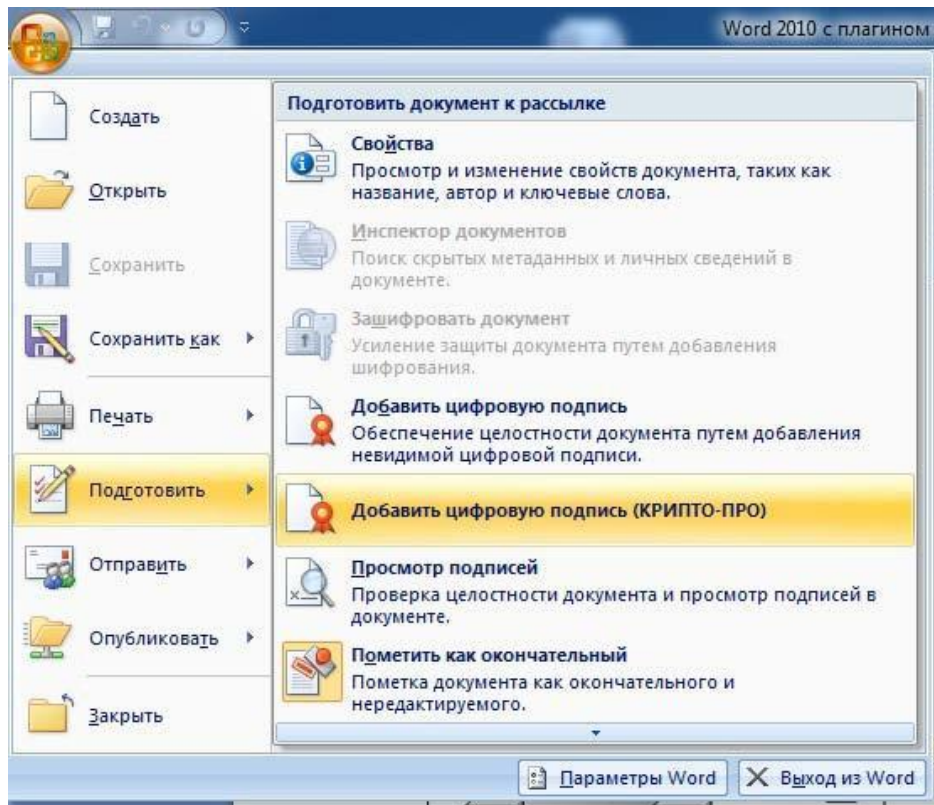 Word 2010 с плагином
Создать
Открыть
Сохранить
Сохранить как
Печать
Подготовить
Отправить
Опубликовать
Закрыть
Подготовить документ к рассылке
Свойства
Просмотр и изменение свойств документа, таких как
название, автор и ключевые слова.
Инспектор документов
Поиск скрытых метаданных и личных сведений в
документе.
Зашифровать документ
Усиление защиты документа путем добавления
шифрования.
Добавить цифровую подпись
Обеспечение целостности документа путем добавления
невидимой цифровой подписи.
Добавить цифровую подпись (КРИПТО-ПРО)
Просмотр подписей
Проверка целостности документа и просмотр подписей в
документе.
Пометить как окончательный
Пометка документа как окончательного и
нередактируемого.
Параметры Word
Выход из Word